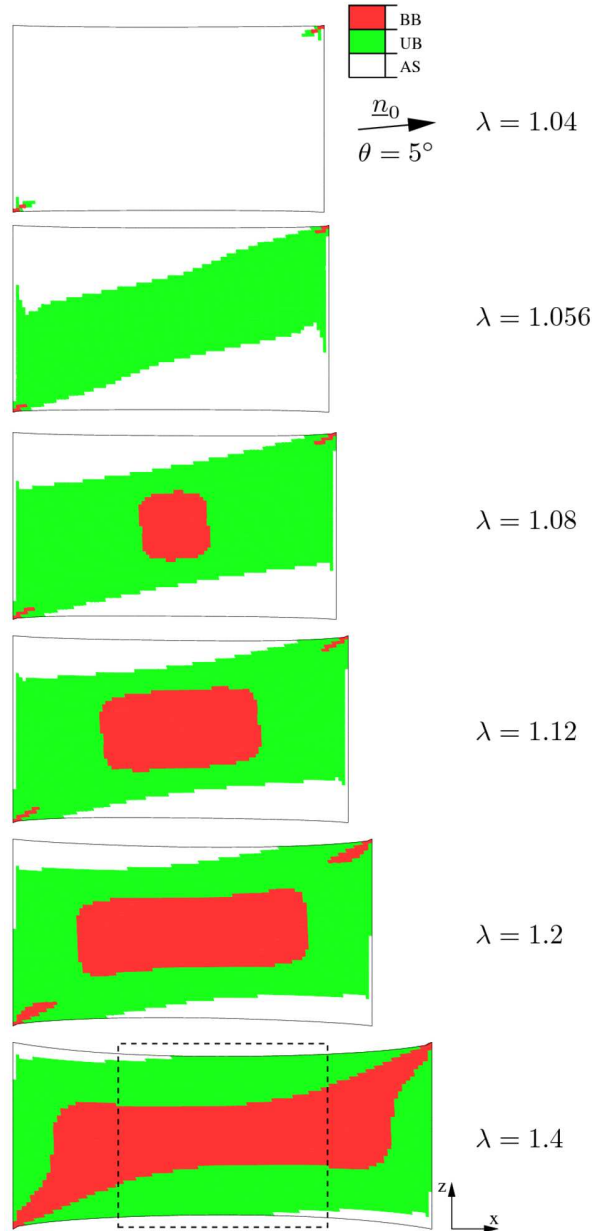 BB
UB
AS
n₀
θ = 5°
λ = 1.04
λ = 1.056
λ = 1.08
λ = 1.12
λ = 1.2
λ = 1.4
z
x